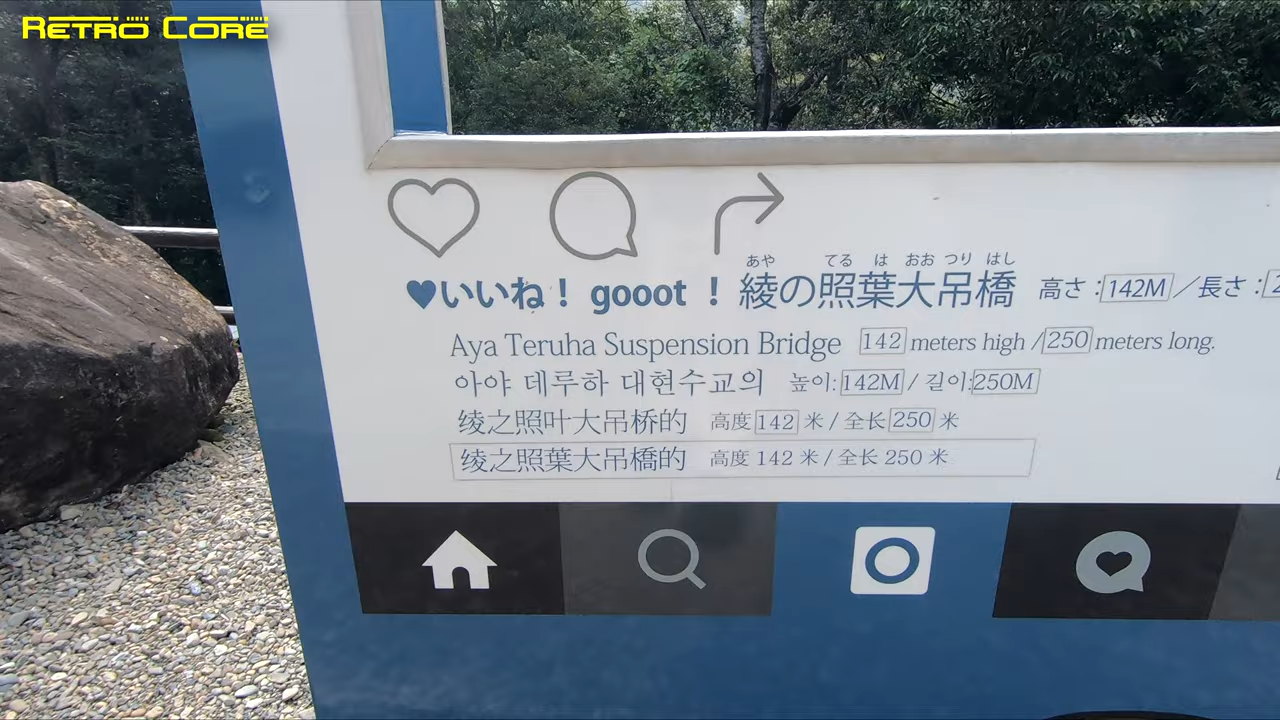 RETRO CORE
あや てる は おお つり はし
♥いいね！ gooot ！ 綾の照葉大吊橋 高さ：142M／長さ：
Aya Teruha Suspension Bridge 142 meters high / 250 meters long.
아야 데루하 대현수교의 높이:142M / 길이:250M
绫之照叶大吊桥的 高度 142 米 / 全长 250 米
绫之照葉大吊橋的 高度 142 米 / 全长 250 米